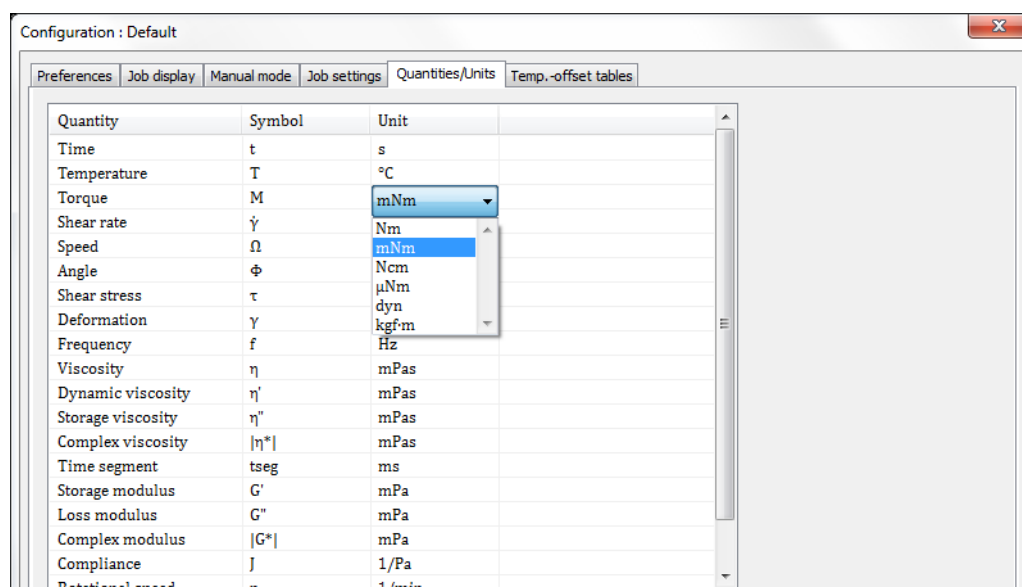 Configuration : Default
Preferences Job display Manual mode Job settings Quantities/Units Temp.-offset tables
Quantity Symbol Unit
Time t s
Temperature T °C
Torque M mNm
Shear rate γ̇ Nm
Speed Ω mNm
Angle Φ Ncm
µNm
Shear stress τ dyn
Deformation γ kgf·m
Frequency f Hz
Viscosity η mPas
Dynamic viscosity η' mPas
Storage viscosity η" mPas
Complex viscosity |η*| mPas
Time segment tseg ms
Storage modulus G' mPa
Loss modulus G" mPa
Complex modulus |G*| mPa
Compliance J 1/Pa